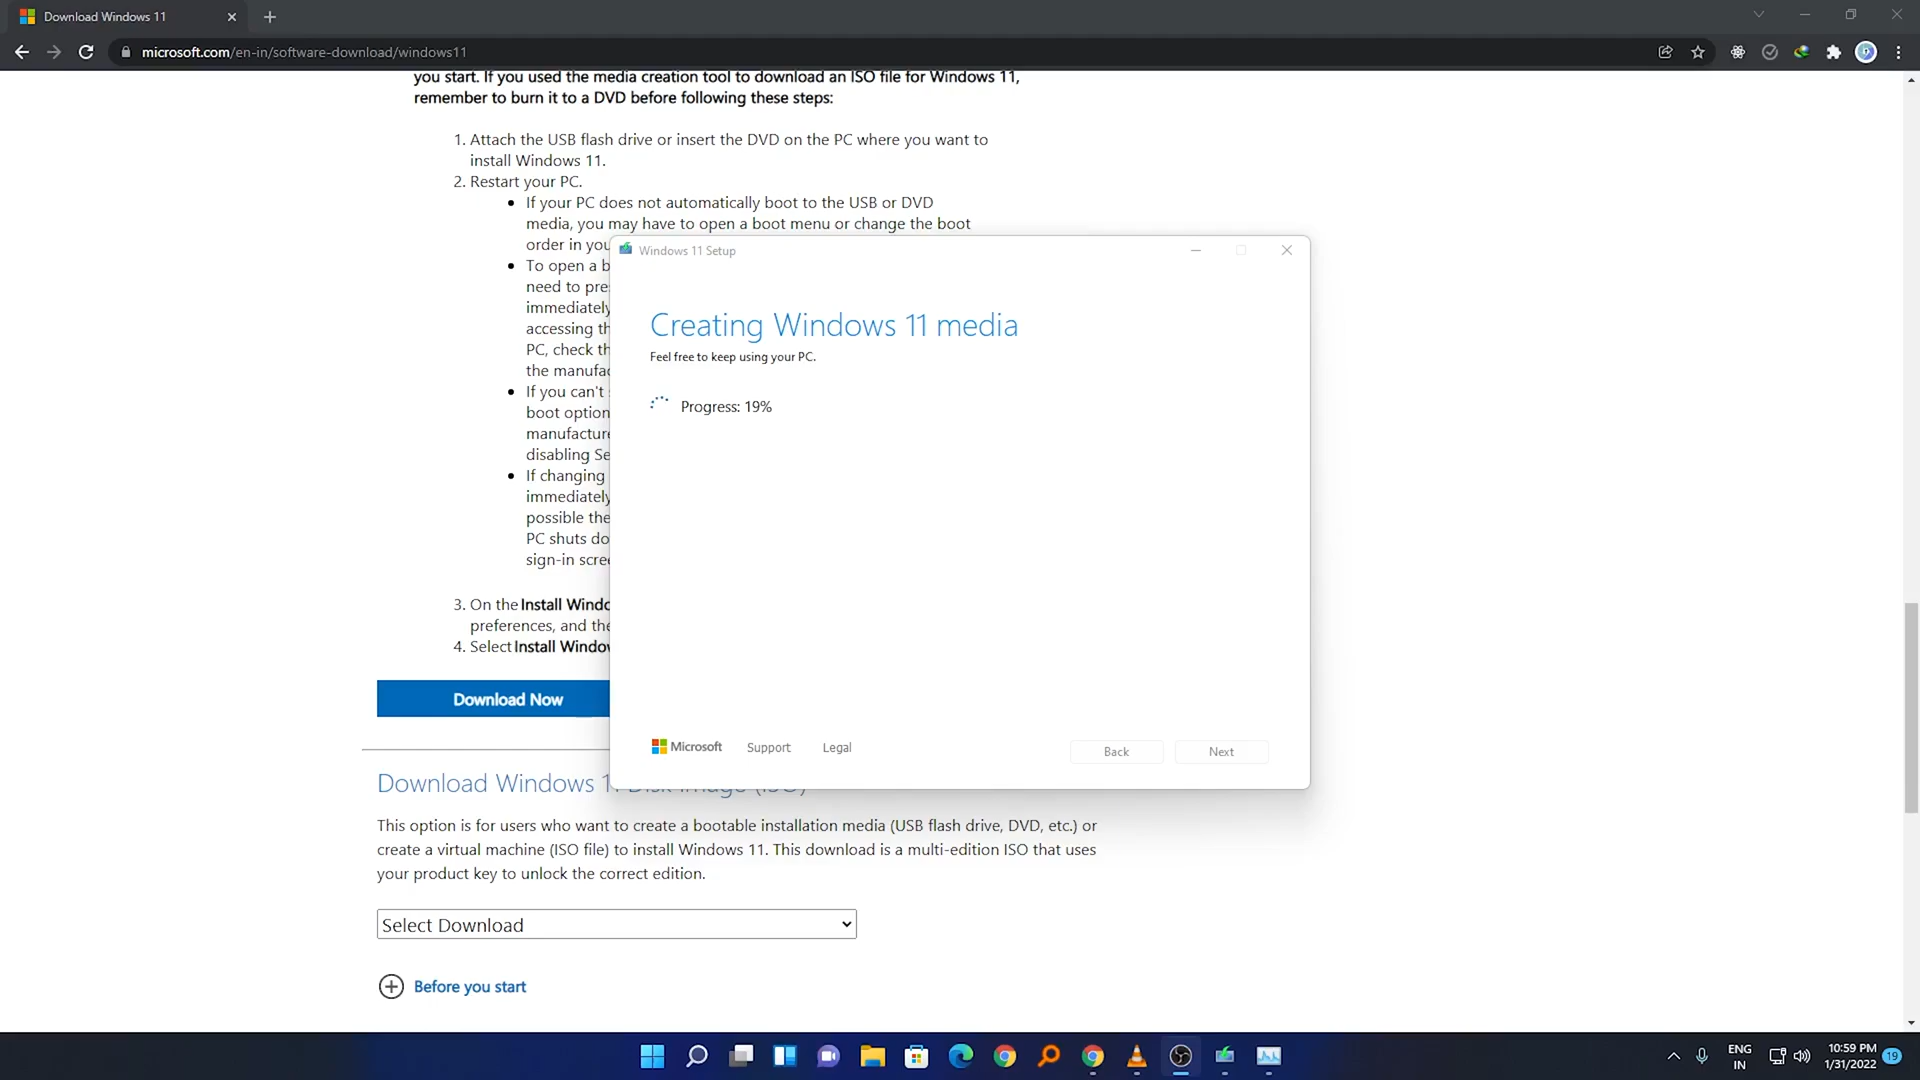 Download Windows 11
microsoft.com/en-in/software-download/windows11
you start. If you used the media creation tool to download an ISO file for Windows 11,
remember to burn it to a DVD before following these steps:
1. Attach the USB flash drive or insert the DVD on the PC where you want to
install Windows 11.
2. Restart your PC.
If your PC does not automatically boot to the USB or DVD
media, you may have to open a boot menu or change the boot
order in you
To open a b
need to pre
immediately
accessing th
PC, check th
the manufac
If you can't
boot option
manufacture
disabling Se
If changing
immediately
possible the
PC shuts do
sign-in scree
3. On the Install Windo
preferences, and the
4. Select Install Window
Download Now
Windows 11 Setup
Creating Windows 11 media
Feel free to keep using your PC.
Progress: 19%
Microsoft
Support
Legal
Back
Next
Download Windows 11 Disk Image (ISO)
This option is for users who want to create a bootable installation media (USB flash drive, DVD, etc.) or
create a virtual machine (ISO file) to install Windows 11. This download is a multi-edition ISO that uses
your product key to unlock the correct edition.
Select Download
Before you start
ENG
IN
10:59 PM
1/31/2022
19